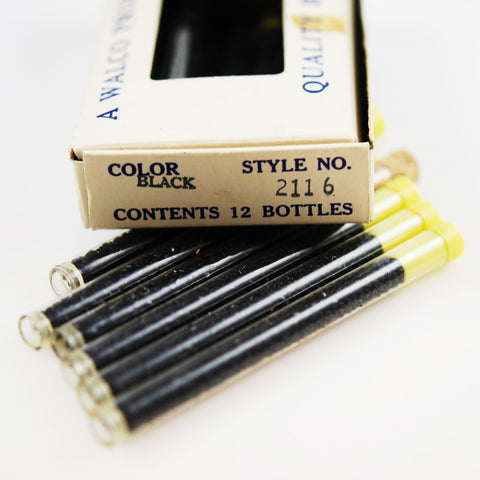 A WALCO
QUALITY
COLOR STYLE NO.
BLACK 2116
CONTENTS 12 BOTTLES